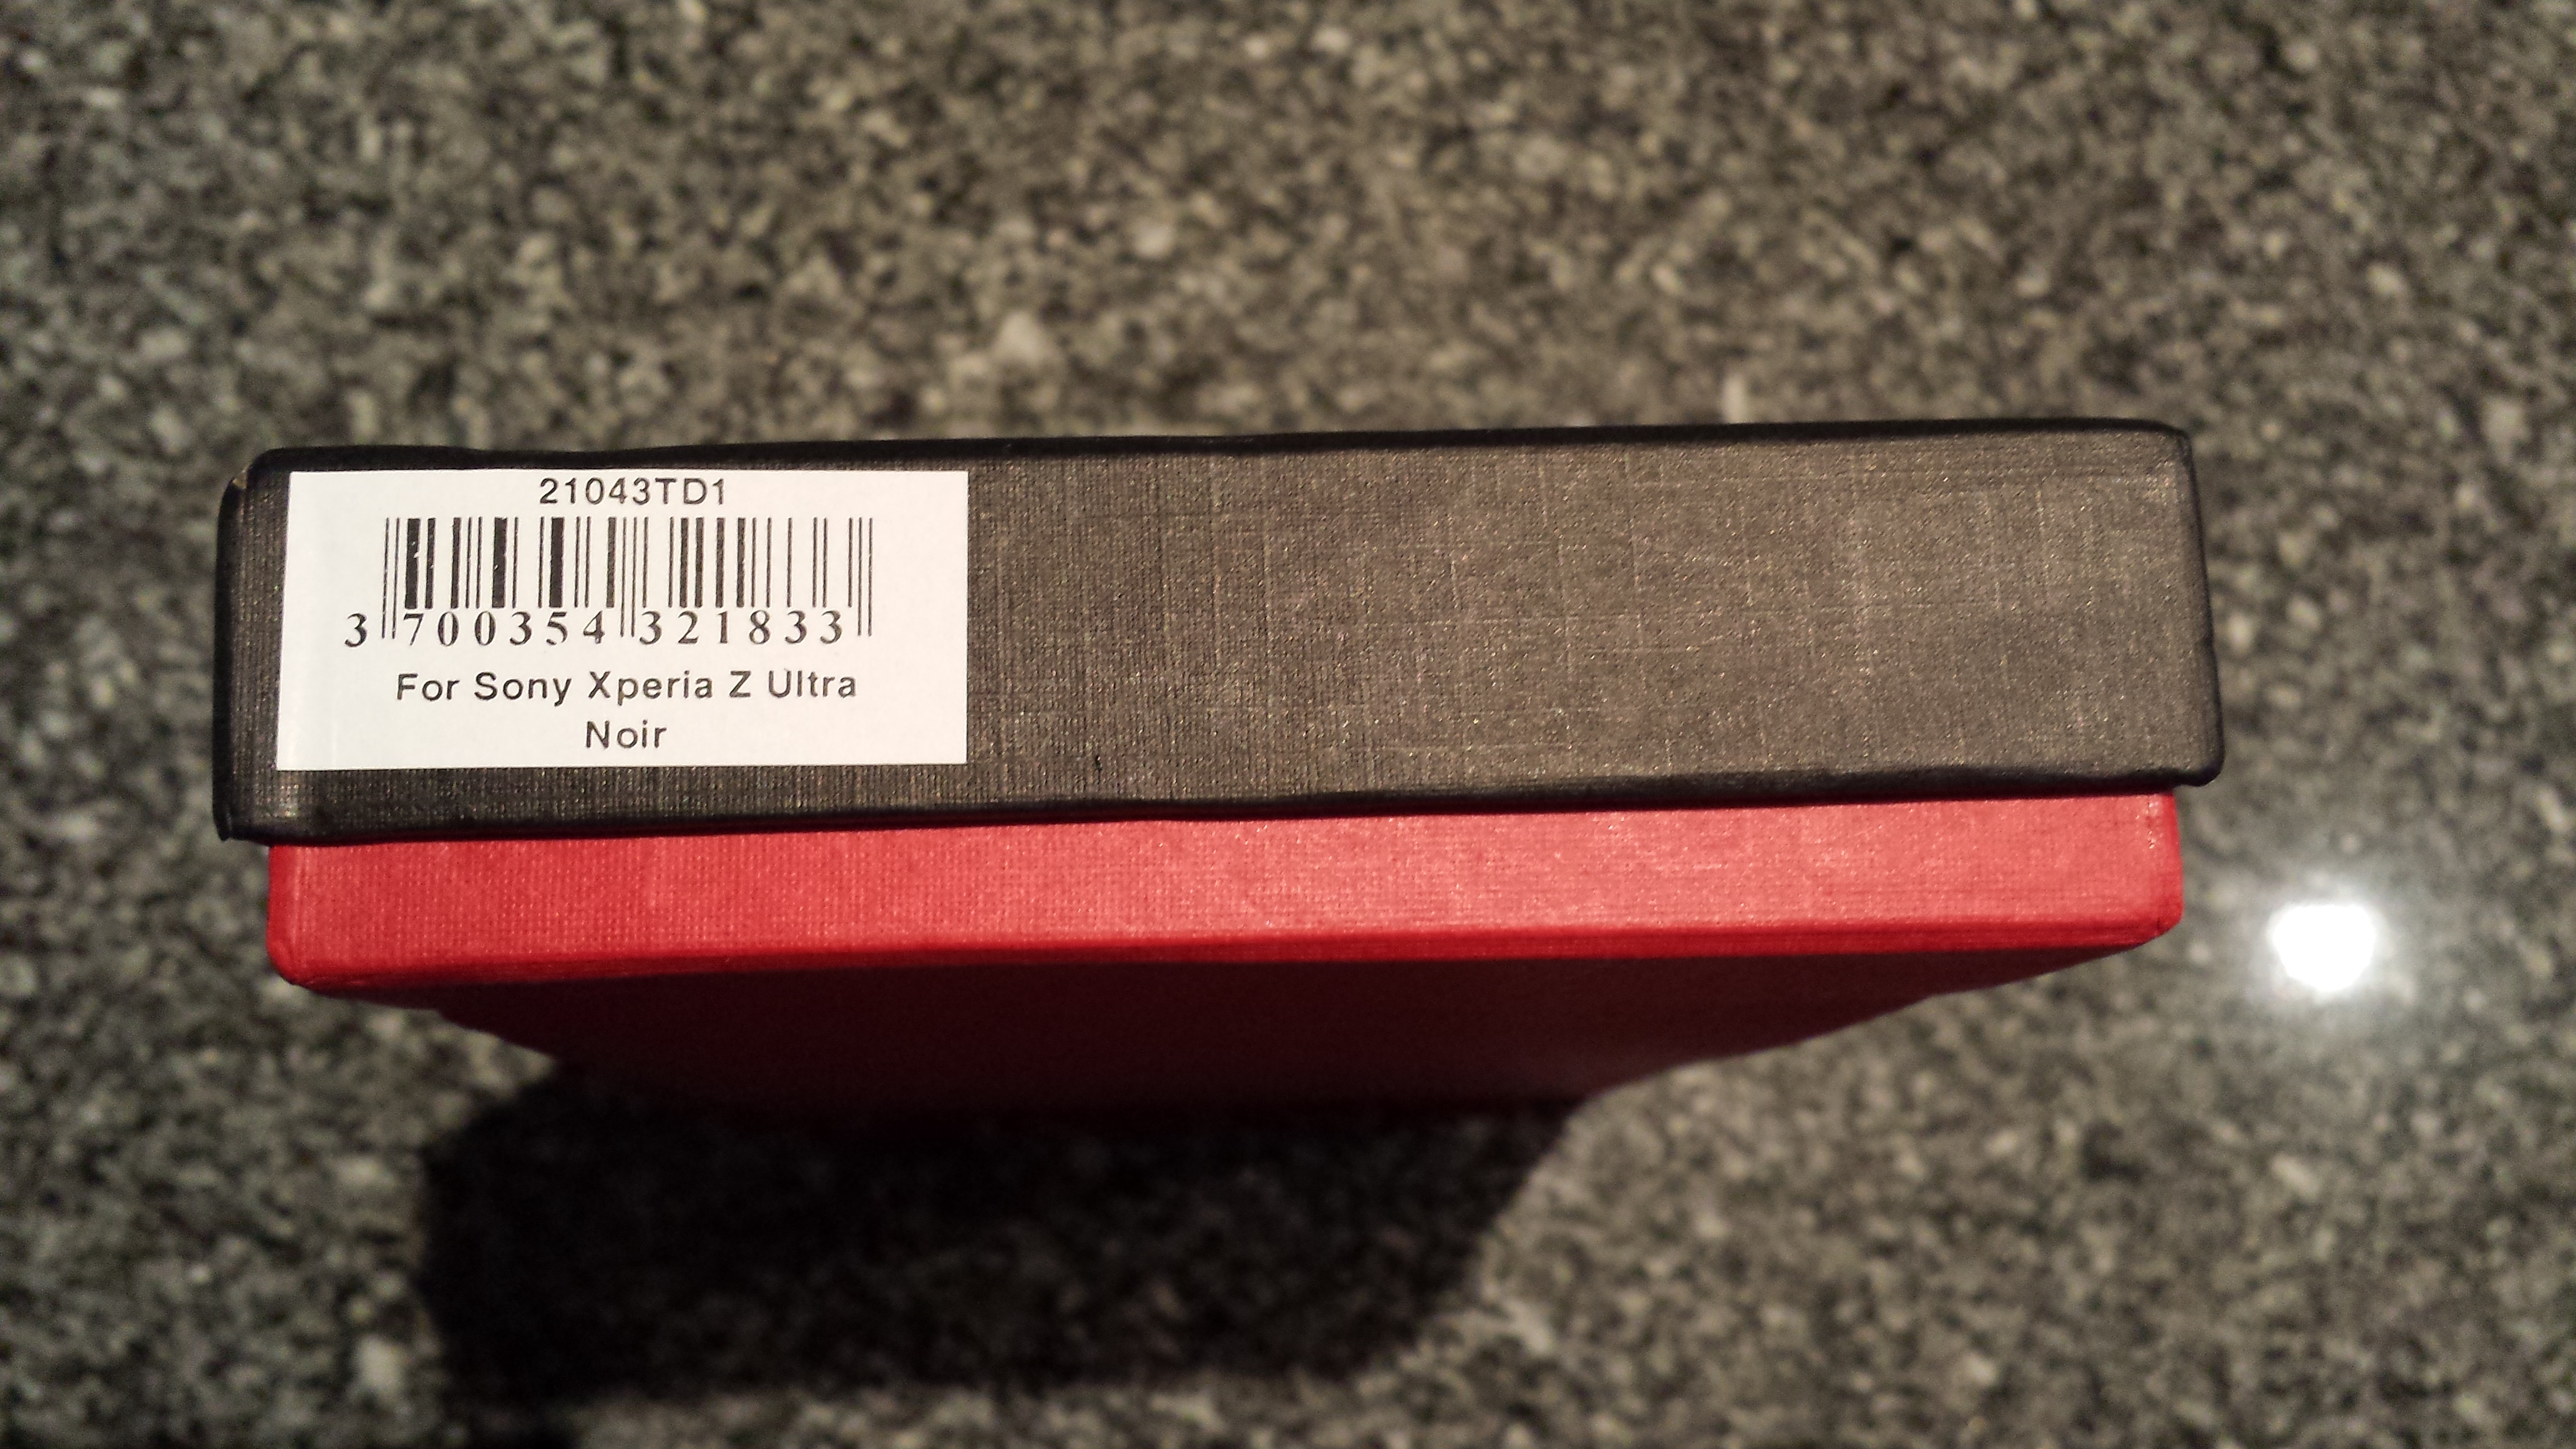 21043TD1
3 700354 321833
For Sony Xperia Z Ultra
Noir